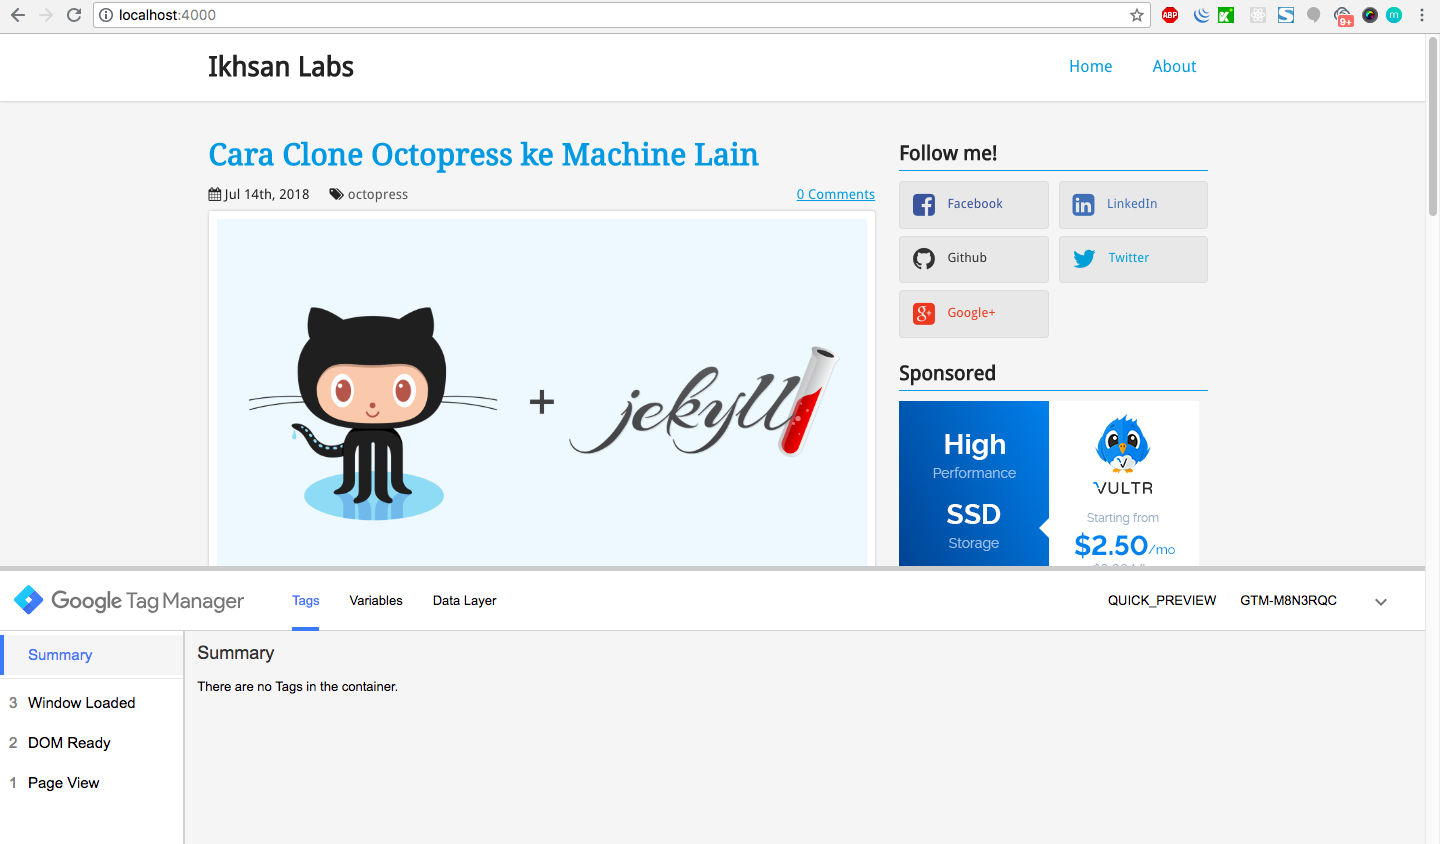 localhost:4000
ABP
9+
m
Ikhsan Labs
Home
About
Cara Clone Octopress ke Machine Lain
Jul 14th, 2018
octopress
0 Comments
+
jekyll
Follow me!
Facebook
LinkedIn
Github
Twitter
Google+
Sponsored
High
Performance
SSD
Storage
V
VULTR
Starting from
$2.50/mo
Google Tag Manager
Tags
Variables
Data Layer
QUICK_PREVIEW
GTM-M8N3RQC
Summary
3 Window Loaded
2 DOM Ready
1 Page View
Summary
There are no Tags in the container.